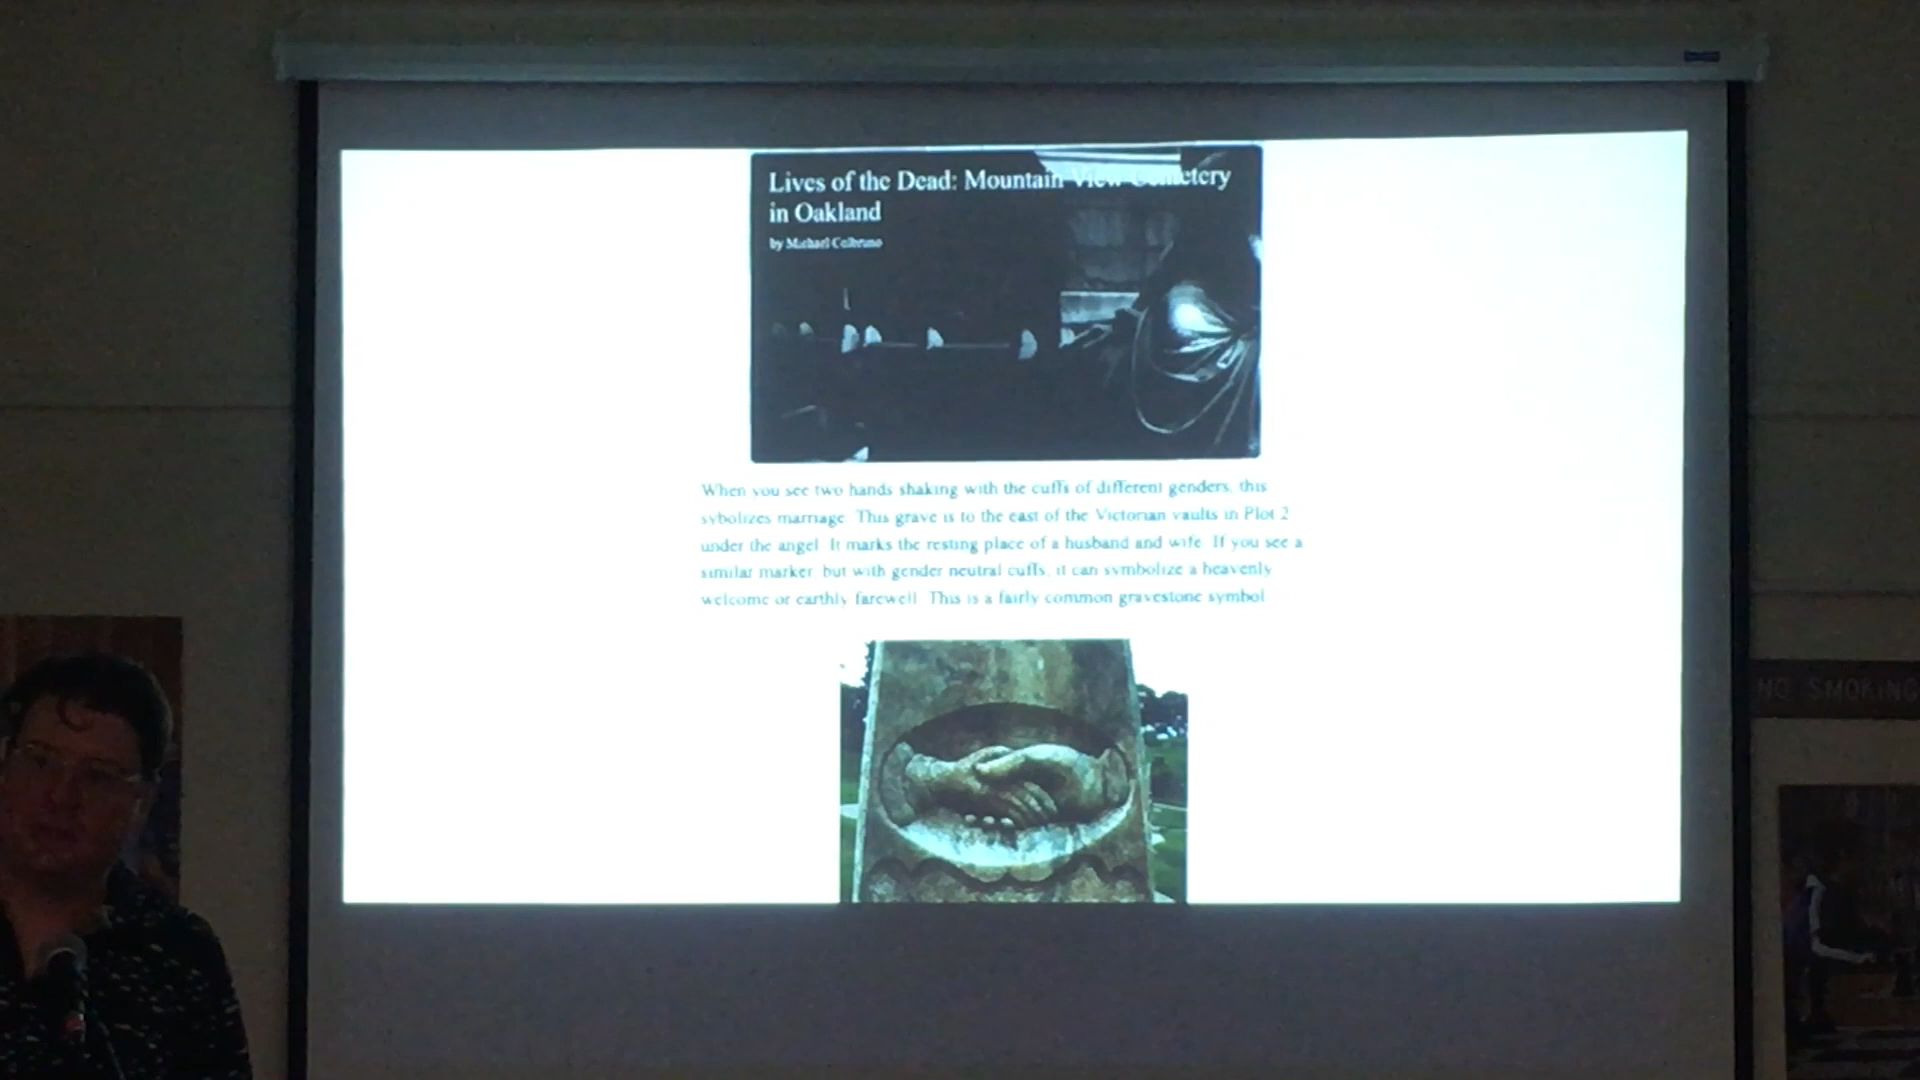 Lives of the Dead: Mountain View Cemetery
in Oakland
by Michael Colbruno
When you see two hands shaking with the cuffs of different genders, this
sybolizes marriage. This grave is to the east of the Victorian vaults in Plot 2
under the angel. It marks the resting place of a husband and wife. If you see a
similar marker, but with gender neutral cuffs, it can symbolize a heavenly
welcome or earthly farewell. This is a fairly common gravestone symbol.
NO SMOKING